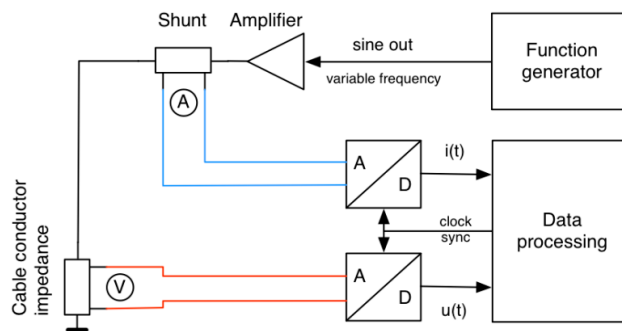 Shunt
Amplifier
sine out
variable frequency
Function
generator
A
A
D
i(t)
clock
sync
Data
processing
Cable conductor
impedance
V
A
D
u(t)